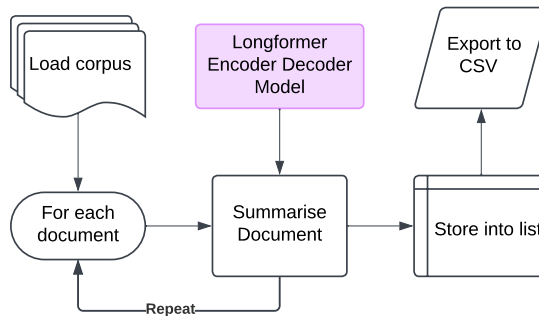 Load corpus
Longformer
Encoder Decoder
Model
Export to
CSV
For each
document
Summarise
Document
Store into list
Repeat